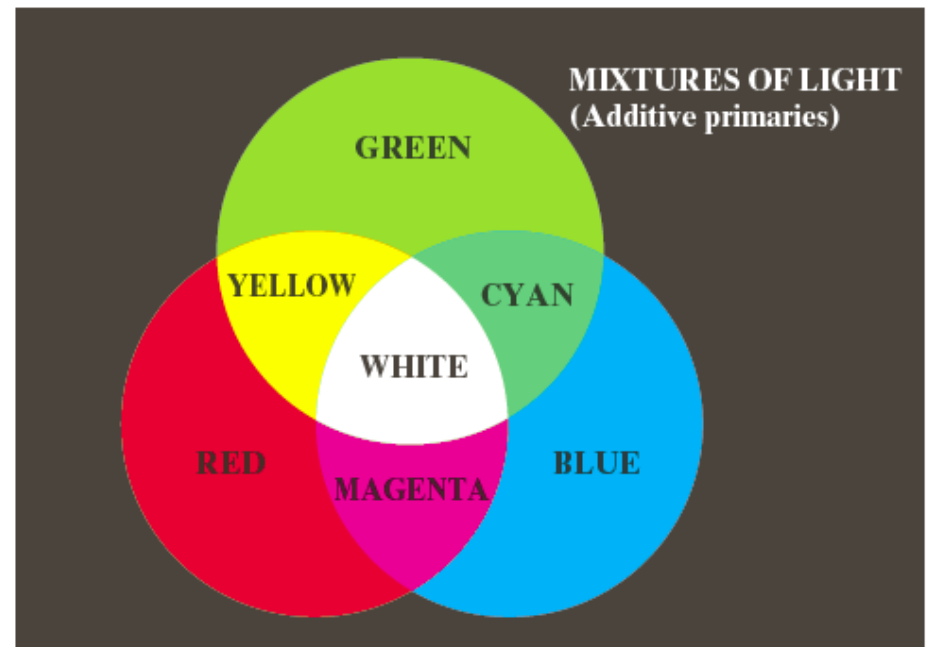 MIXTURES OF LIGHT
(Additive primaries)
GREEN
YELLOW
CYAN
WHITE
RED
BLUE
MAGENTA